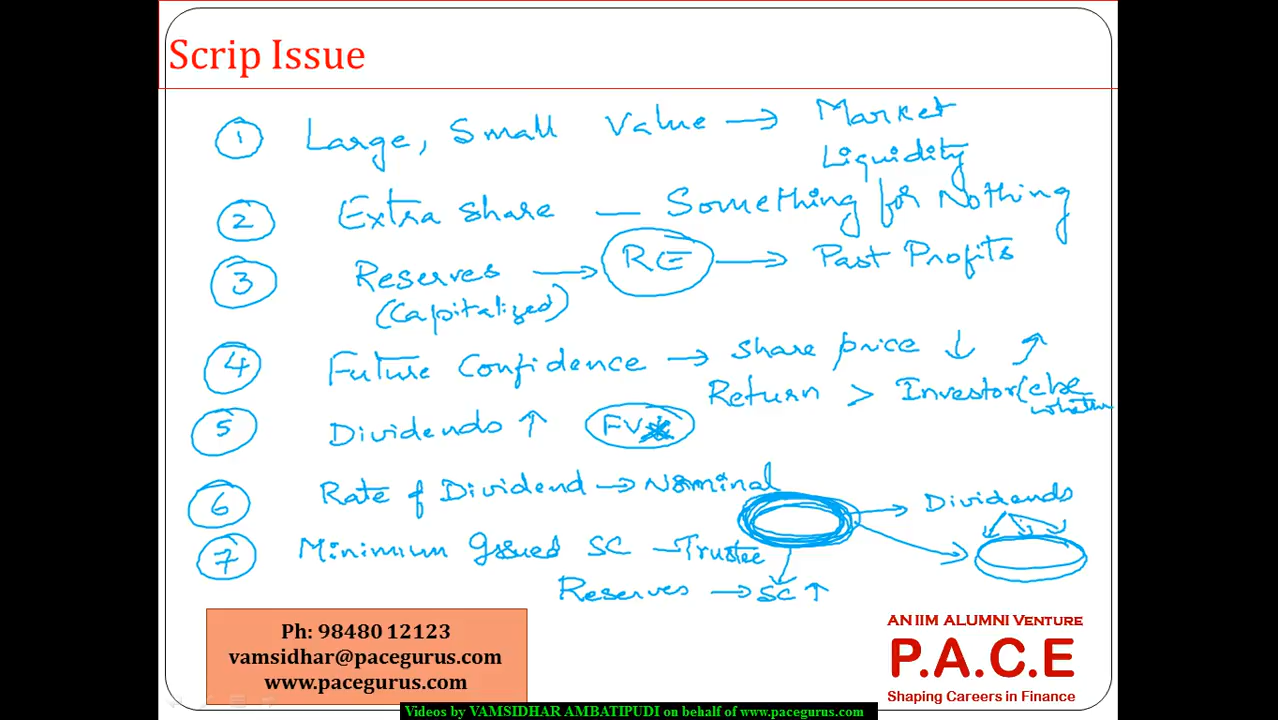 Scrip Issue
1 Large, Small Value → Market
Liquidity
2 Extra Share — Something for Nothing
3 Reserves → RE → Past Profits
(Capitalized)
4 Future Confidence → Share price ↓ ↑
Return > Investor (else
5 Dividends ↑ FV
6 Rate of Dividend → Nominal
→ Dividends
7 Minimum Issued SC – Trustee
Reserves → SC ↑
Ph: 98480 12123
vamsidhar@pacegurus.com
www.pacegurus.com
AN IIM ALUMNI VENTURE
P.A.C.E
Shaping Careers in Finance
Videos by VAMSIDHAR AMBATIPUDI on behalf of www.pacegurus.com